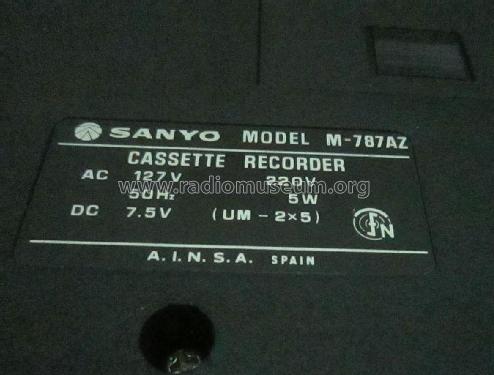 SANYO MODEL M-787AZ
CASSETTE RECORDER
AC 127V 220V
50Hz 5W
DC 7.5V (UM-2×5)
A.I.N.S.A. SPAIN
www.radiomuseum.org